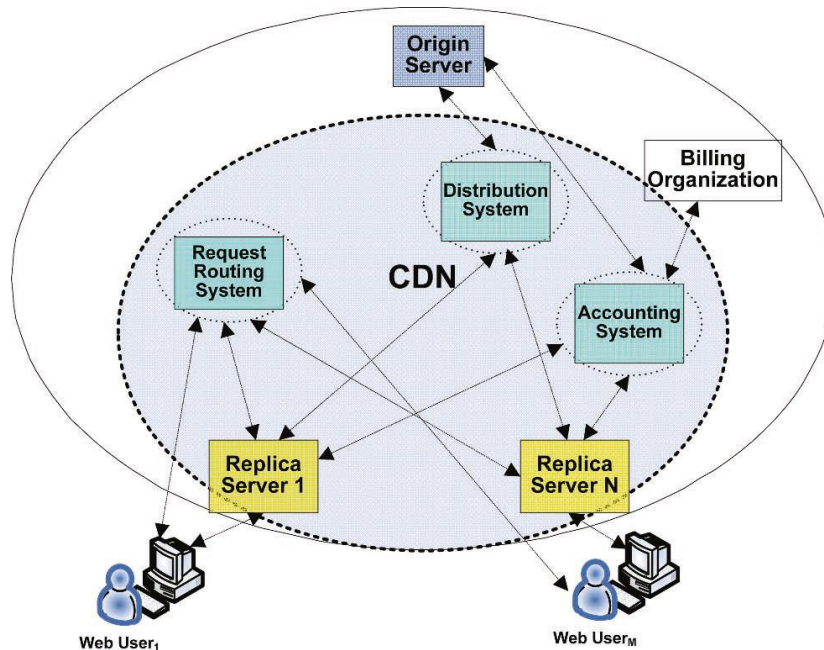 Origin
Server
Billing
Organization
Distribution
System
Request
Routing
System
CDN
Accounting
System
Replica
Server 1
Replica
Server N
Web User₁
Web Userₘ